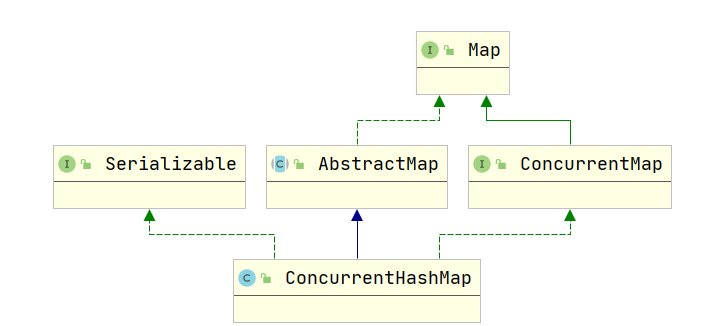 I Map
I Serializable
C AbstractMap
I ConcurrentMap
C ConcurrentHashMap